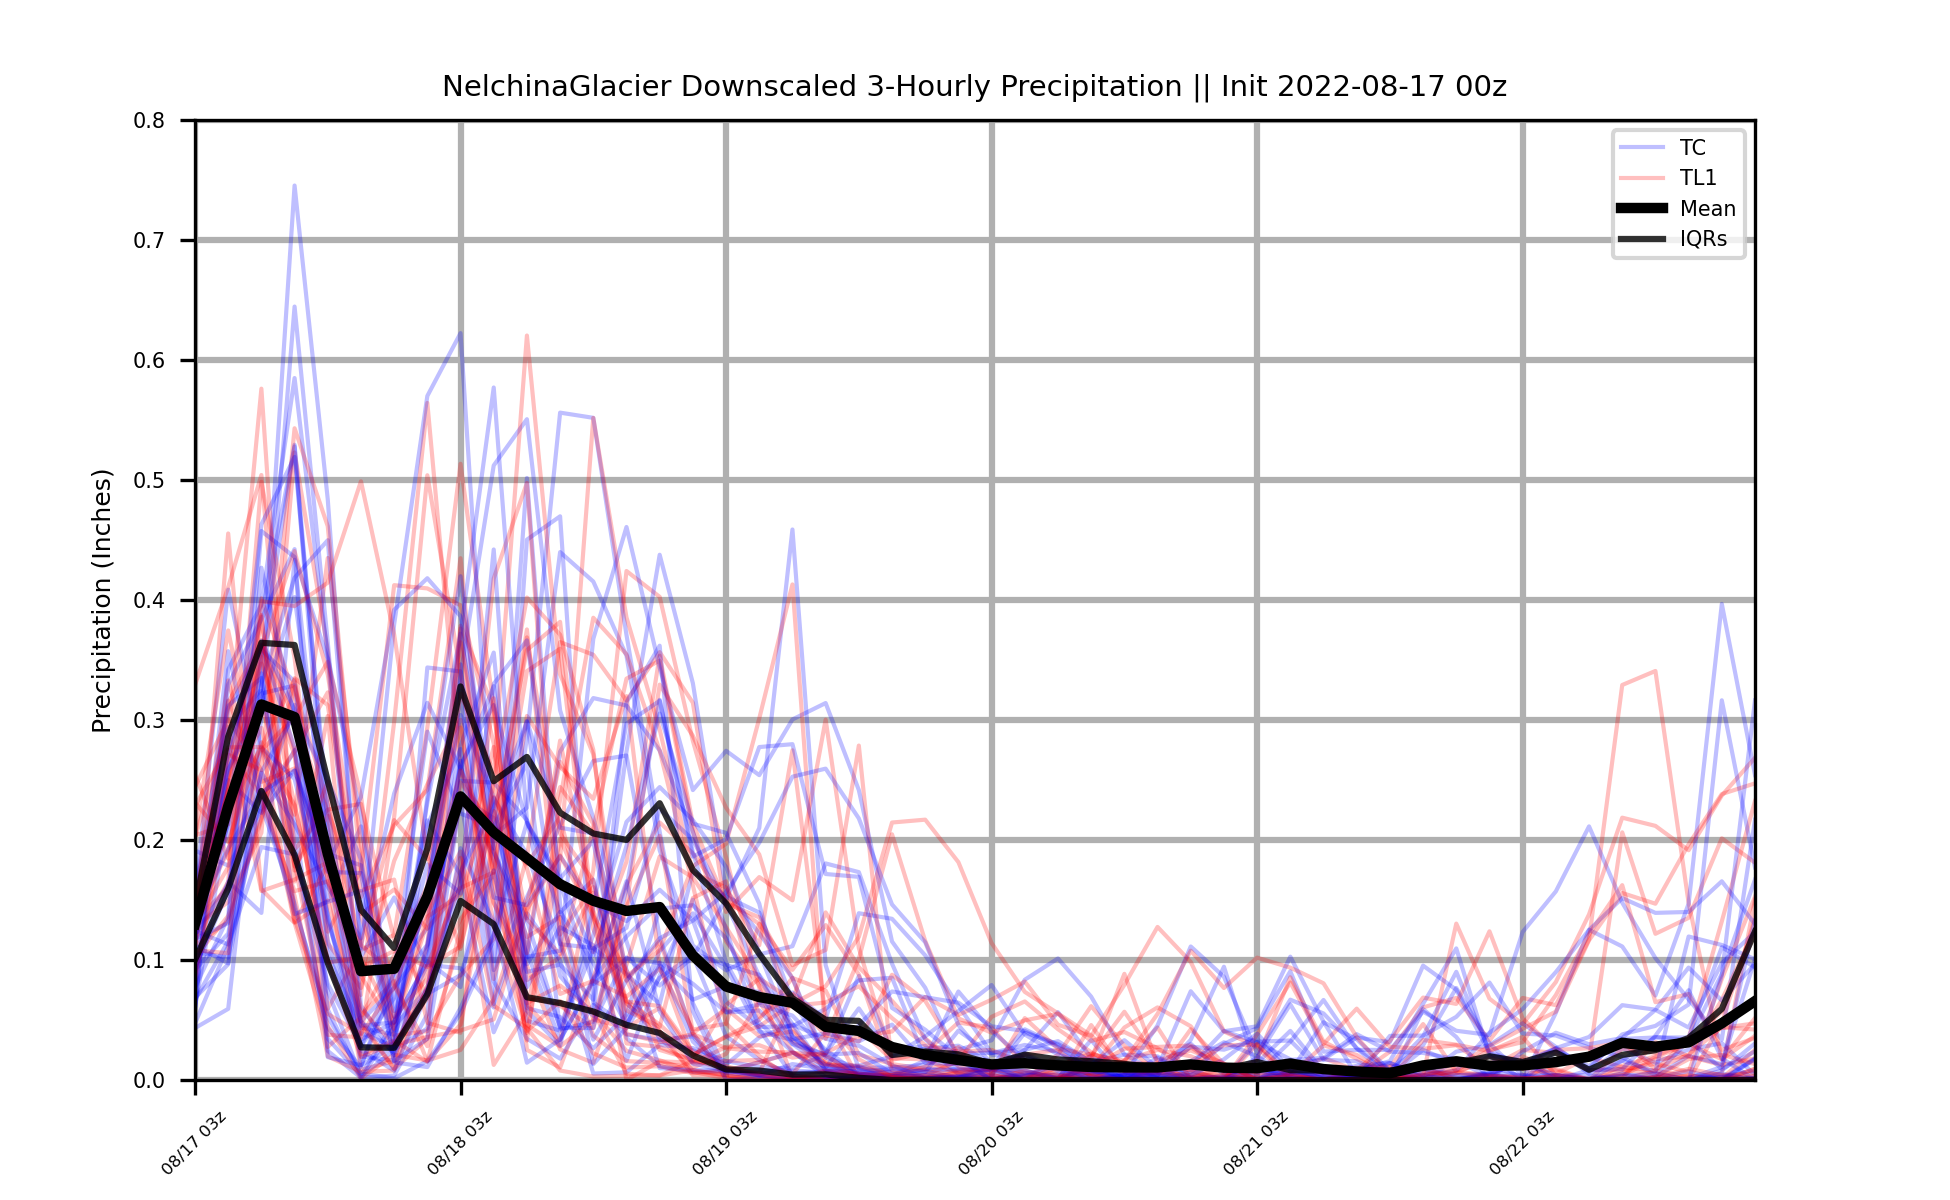 NelchinaGlacier Downscaled 3-Hourly Precipitation || Init 2022-08-17 00z
TC
TL1
Mean
IQRs
Precipitation (Inches)
0.8
0.7
0.6
0.5
0.4
0.3
0.2
0.1
0.0
08/17 03z
08/18 03z
08/19 03z
08/20 03z
08/21 03z
08/22 03z